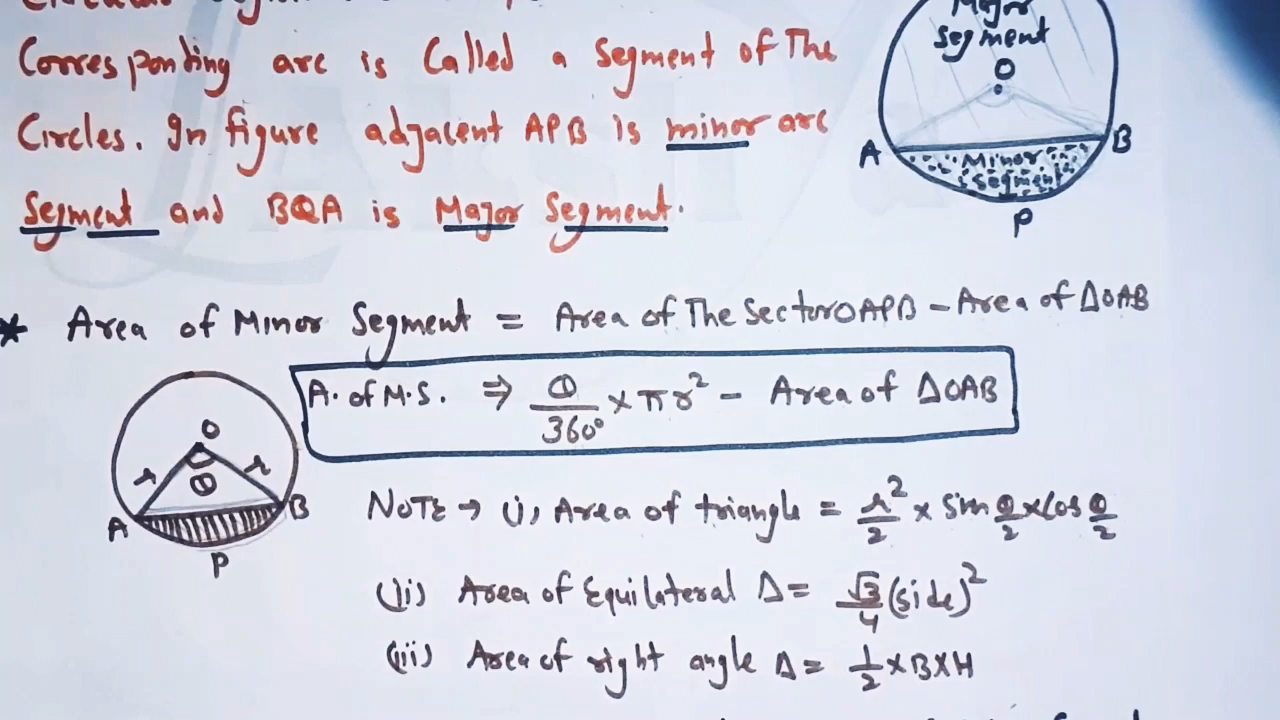 Corresponding arc is Called a Segment of The
Circles. In figure adjacent APB is minor arc
Segment and BQA is Major Segment.
Major
Segment
O
A
B
Minor
Segment
P
* Area of Minor Segment = Area of The Sector OAPB - Area of ΔOAB
A. of M.S. ⇒ θ/360° × πr² - Area of ΔOAB
O
r
r
θ
A
B
P
NOTE → (i), Area of triangle = r²/2 × Sin θ/2 × Cos θ/2
(ii) Area of Equilateral Δ = √3/4 (side)²
(iii) Area of right angle Δ = 1/2 × B × H